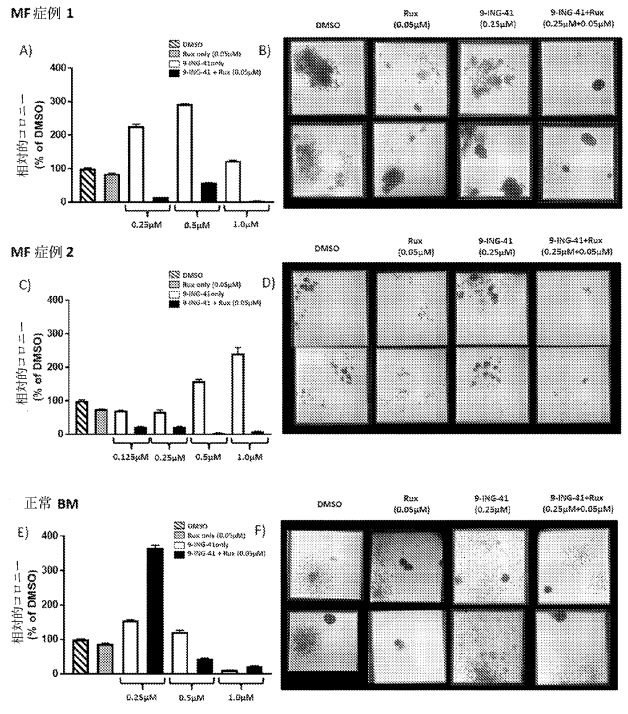 MF 症例 1
A)
相対的コロニー
(% of DMSO)
400
300
200
100
0
DMSO
Rux only (0.05μM)
9-ING-41only
9-ING-41 + Rux (0.05μM)
0.25μM
0.5μM
1.0μM
B)
DMSO
Rux
(0.05μM)
9-ING-41
(0.25μM)
9-ING-41+Rux
(0.25μM+0.05μM)
MF 症例 2
C)
相対的コロニー
(% of DMSO)
400
300
200
100
0
DMSO
Rux only (0.05μM)
9-ING-41only
9-ING-41 + Rux (0.05μM)
0.125μM
0.25μM
0.5μM
1.0μM
D)
DMSO
Rux
(0.05μM)
9-ING-41
(0.25μM)
9-ING-41+Rux
(0.25μM+0.05μM)
正常 BM
E)
相対的コロニー
(% of DMSO)
400
300
200
100
0
DMSO
Rux only (0.05μM)
9-ING-41only
9-ING-41 + Rux (0.05μM)
0.25μM
0.5μM
1.0μM
F)
DMSO
Rux
(0.05μM)
9-ING-41
(0.25μM)
9-ING-41+Rux
(0.25μM+0.05μM)